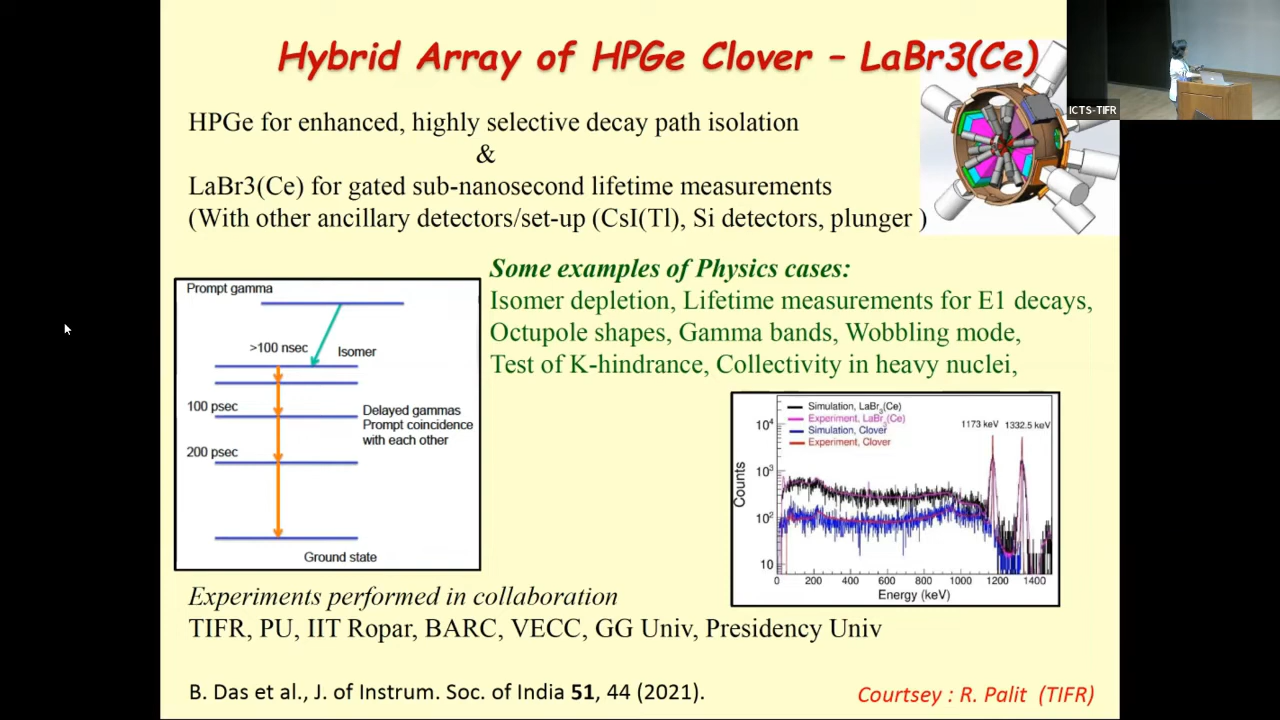 Hybrid Array of HPGe Clover – LaBr3(Ce)
ICTS-TIFR
HPGe for enhanced, highly selective decay path isolation
&
LaBr3(Ce) for gated sub-nanosecond lifetime measurements
(With other ancillary detectors/set-up (CsI(Tl), Si detectors, plunger )
Some examples of Physics cases:
Isomer depletion, Lifetime measurements for E1 decays,
Octupole shapes, Gamma bands, Wobbling mode,
Test of K-hindrance, Collectivity in heavy nuclei,
Prompt gamma
>100 nsec
Isomer
100 psec
Delayed gammas
Prompt coincidence
with each other
200 psec
Ground state
Simulation, LaBr3(Ce)
Experiment, LaBr3(Ce)
Simulation, Clover
Experiment, Clover
1173 keV
1332.5 keV
Counts
10^4
10^3
10^2
10
0 200 400 600 800 1000 1200 1400
Energy (keV)
Experiments performed in collaboration
TIFR, PU, IIT Ropar, BARC, VECC, GG Univ, Presidency Univ
B. Das et al., J. of Instrum. Soc. of India 51, 44 (2021).
Courtsey : R. Palit (TIFR)